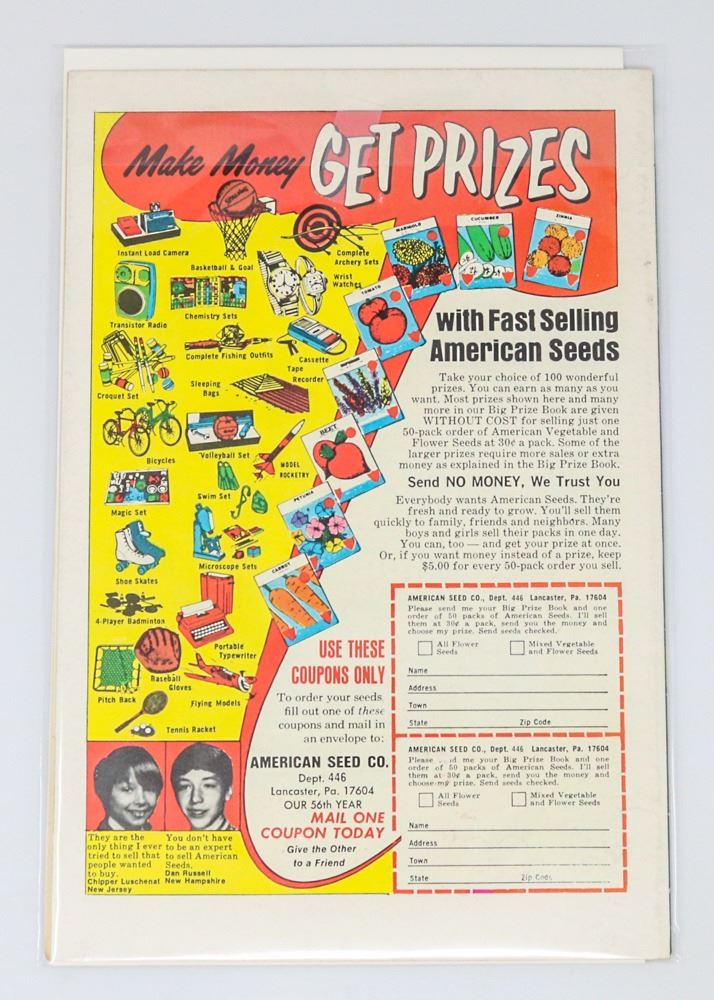 Make Money GET PRIZES
Instant Load Camera
SPALDING
Basketball & Goal
Complete
Archery Sets
Wrist
Watches
MARIGOLD
CUCUMBER
ZINNIA
Transistor Radio
Chemistry Sets
TOMATO
with Fast Selling
American Seeds
Complete Fishing Outfits
Cassette
Tape
Recorder
Croquet Set
Sleeping
Bags
Take your choice of 100 wonderful
prizes. You can earn as many as you
want. Most prizes shown here and many
more in our Big Prize Book are given
WITHOUT COST for selling just one
50-pack order of American Vegetable and
Flower Seeds at 30¢ a pack. Some of the
larger prizes require more sales or extra
money as explained in the Big Prize Book.
Bicycles
Volleyball Set
MODEL
ROCKETRY
BEET
Send NO MONEY, We Trust You
Magic Set
Swim Set
PETUNIA
Everybody wants American Seeds. They're
fresh and ready to grow. You'll sell them
quickly to family, friends and neighbors. Many
boys and girls sell their packs in one day.
You can, too — and get your prize at once.
Or, if you want money instead of a prize, keep
$5.00 for every 50-pack order you sell.
Shoe Skates
Microscope Sets
CARROT
4-Player Badminton
Portable
Typewriter
Pitch Back
Baseball
Gloves
Flying Models
Tennis Racket
USE THESE
COUPONS ONLY
To order your seeds
fill out one of these
coupons and mail in
an envelope to:
AMERICAN SEED CO.
Dept. 446
Lancaster, Pa. 17604
OUR 56th YEAR
MAIL ONE
COUPON TODAY
Give the Other
to a Friend
They are the
only thing I ever
tried to sell that
people wanted
to buy.
Chipper Luschenat
New Jersey
You don't have
to be an expert
to sell American
Seeds.
Dan Russell
New Hampshire
AMERICAN SEED CO., Dept. 446 Lancaster, Pa. 17604
Please send me your Big Prize Book and one
order of 50 packs of American Seeds. I'll sell
them at 30¢ a pack, send you the money and
choose my prize. Send seeds checked.
All Flower
Seeds
Mixed Vegetable
and Flower Seeds
Name
Address
Town
State Zip Code
AMERICAN SEED CO., Dept. 446 Lancaster, Pa. 17604
Please nd me your Big Prize Book and one
order of 50 packs of American Seeds. I'll sell
them at 30¢ a pack, send you the money and
choose my prize. Send seeds checked.
All Flower
Seeds
Mixed Vegetable
and Flower Seeds
Name
Address
Town
State Zip Code